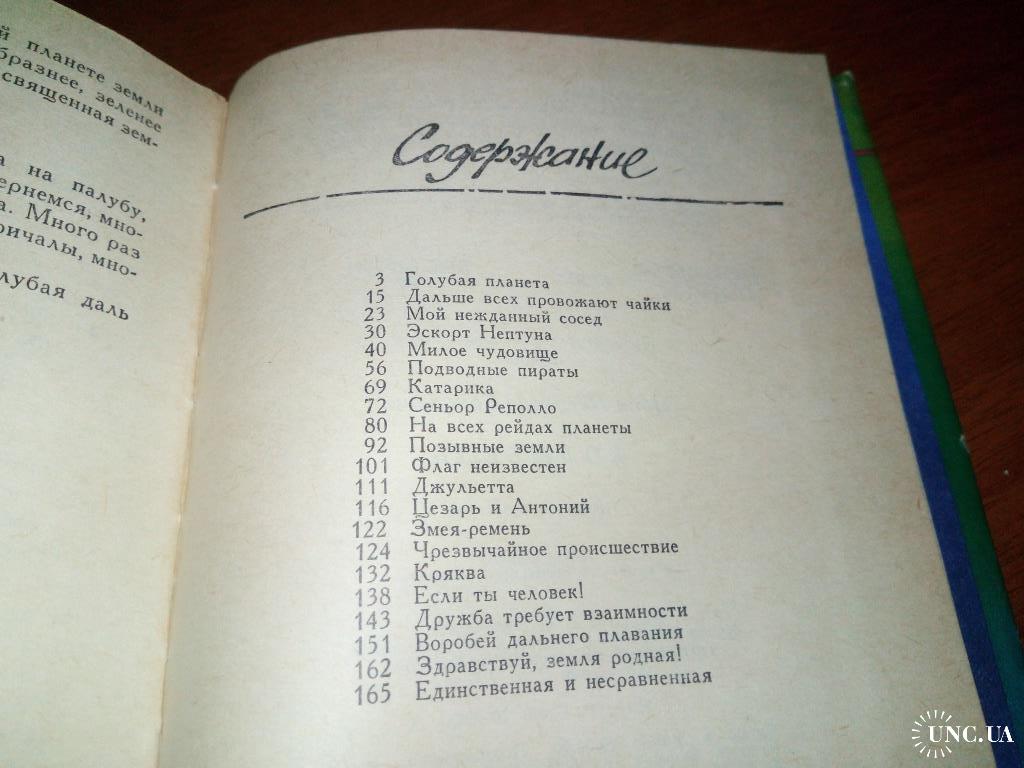 й планете земли
бразнее, зеленее
священная зем-
а на палубу,
ернемся, мно-
а. Много раз
ричалы, мно-
лубая даль
Содержание
3 Голубая планета
15 Дальше всех провожают чайки
23 Мой нежданный сосед
30 Эскорт Нептуна
40 Милое чудовище
56 Подводные пираты
69 Катарика
72 Сеньор Реполло
80 На всех рейдах планеты
92 Позывные земли
101 Флаг неизвестен
111 Джульетта
116 Цезарь и Антоний
122 Змея-ремень
124 Чрезвычайное происшествие
132 Кряква
138 Если ты человек!
143 Дружба требует взаимности
151 Воробей дальнего плавания
162 Здравствуй, земля родная!
165 Единственная и несравненная
UNC.UA